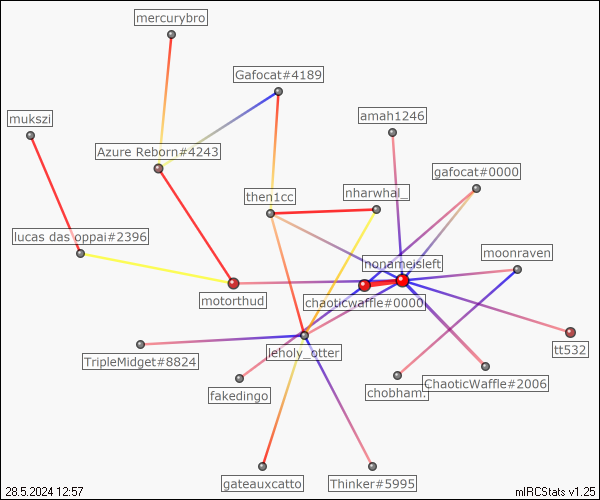 mercurybro
Gafocat#4189
mukszi
amah1246
Azure Reborn#4243
gafocat#0000
then1cc
nharwhal_
lucas das oppai#2396
moonraven
nonameisleft
motorthud
chaoticwaffle#0000
tt532
leholy_otter
TripleMidget#8824
ChaoticWaffle#2006
fakedingo
chobham.
gateauxcatto
Thinker#5995
28.5.2024 12:57
mIRCStats v1.25